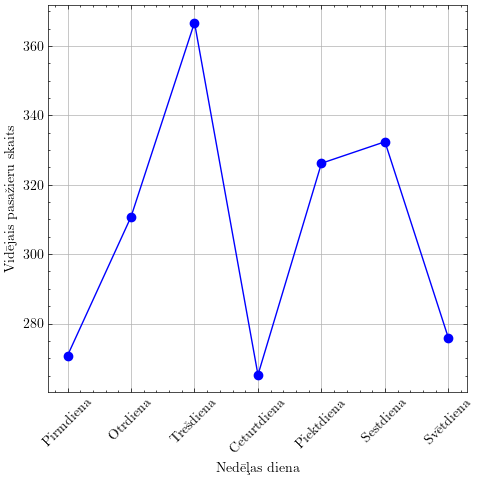 360
340
320
300
280
Vidējais pasažieru skaits
Pirmdiena
Otrdiena
Trešdiena
Ceturtdiena
Piektdiena
Sestdiena
Svētdiena
Nedēļas diena